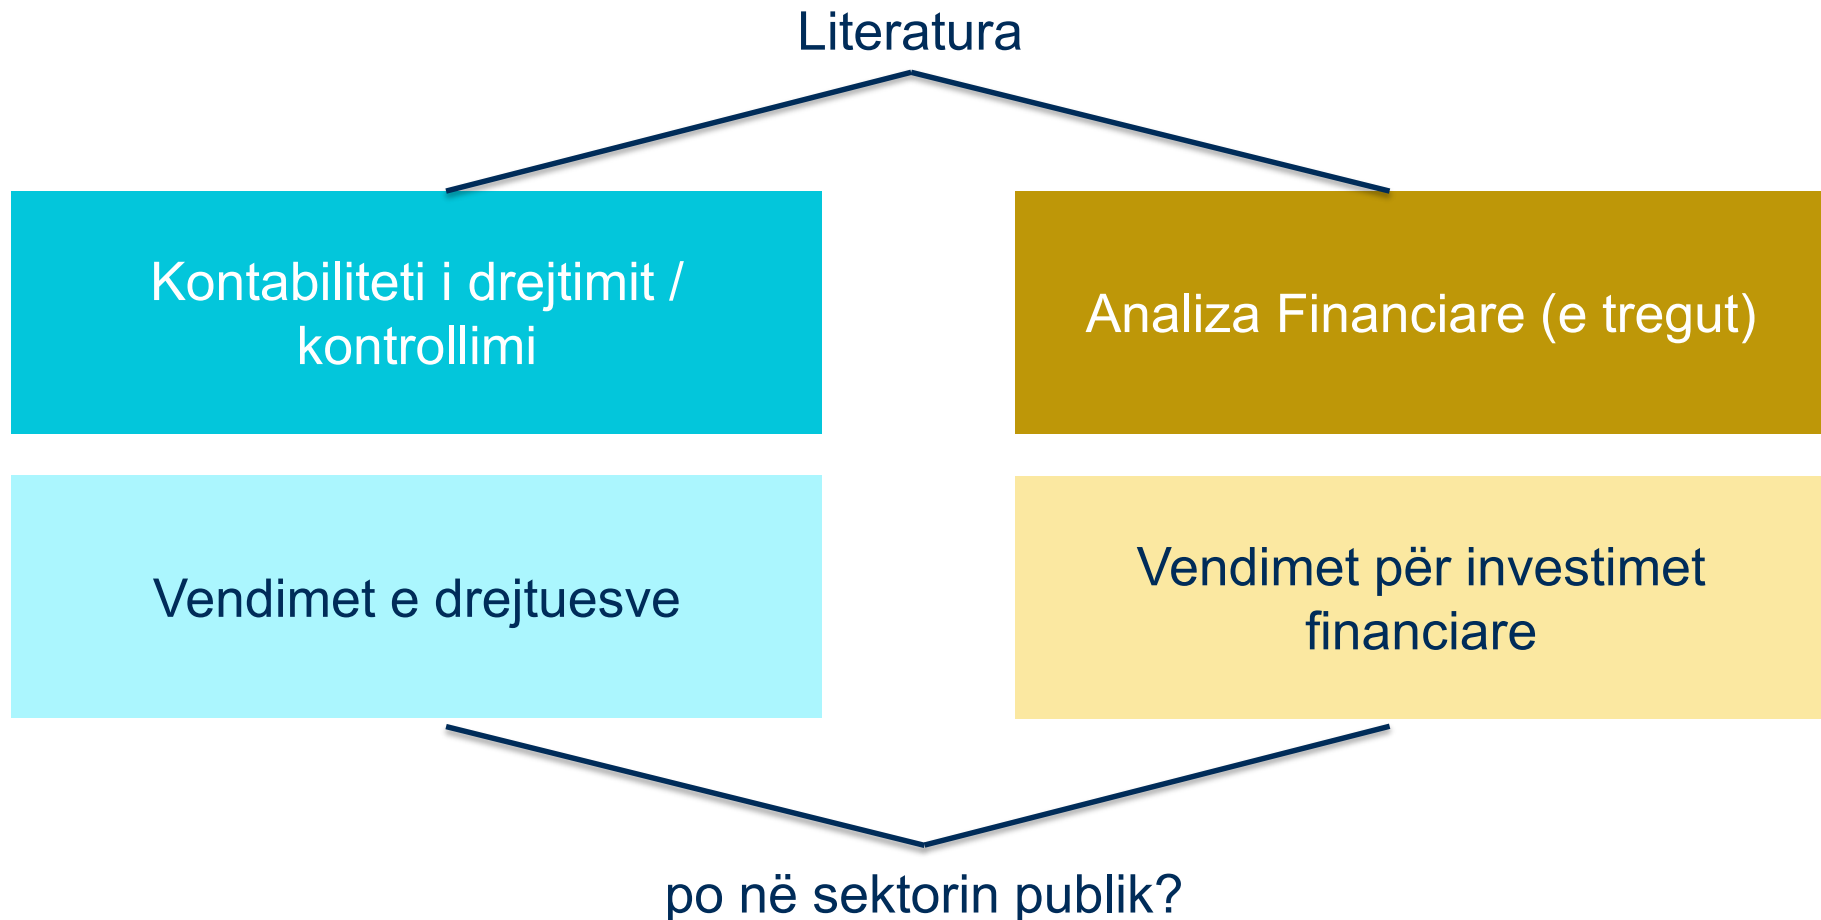 Literatura
Kontabiliteti i drejtimit /
kontrollimi
Analiza Financiare (e tregut)
Vendimet e drejtuesve
Vendimet për investimet
financiare
po në sektorin publik?